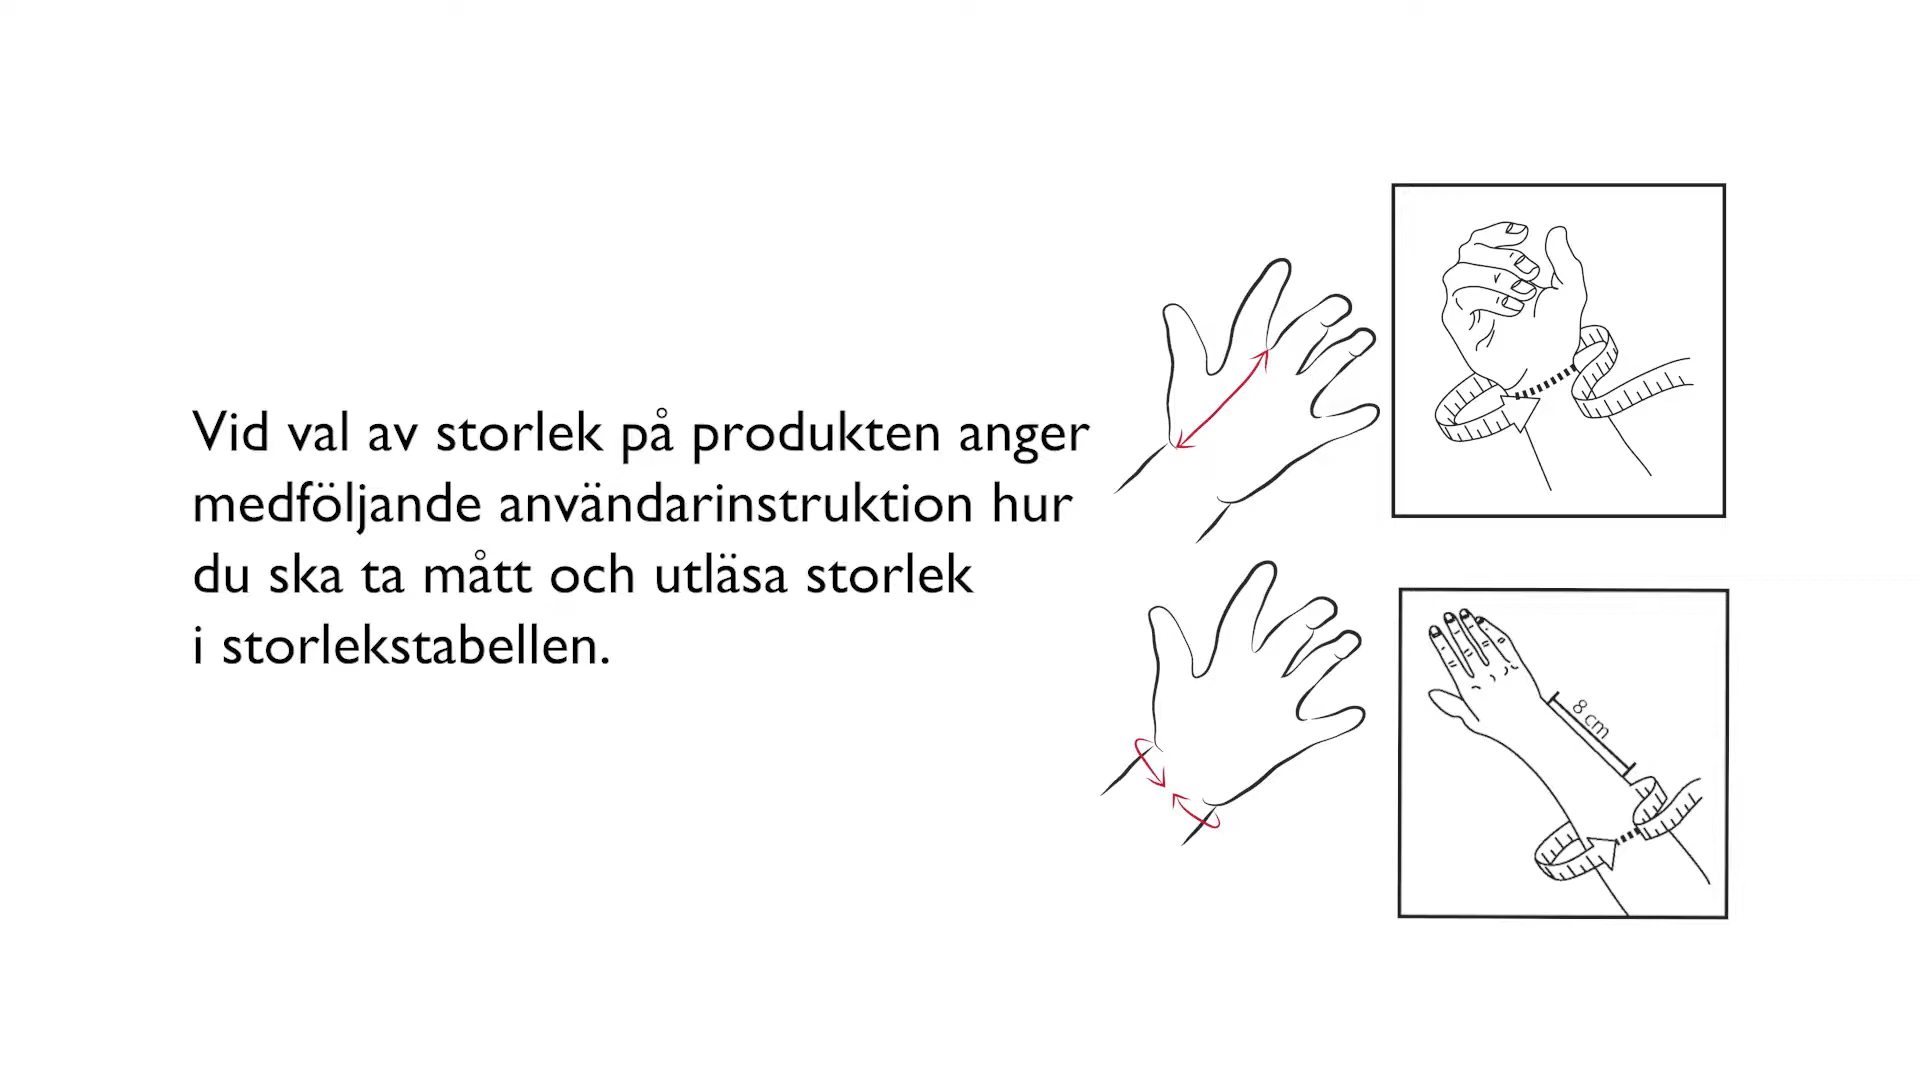 Vid val av storlek på produkten anger
medföljande användarinstruktion hur
du ska ta mått och utläsa storlek
i storlekstabellen.
8 cm